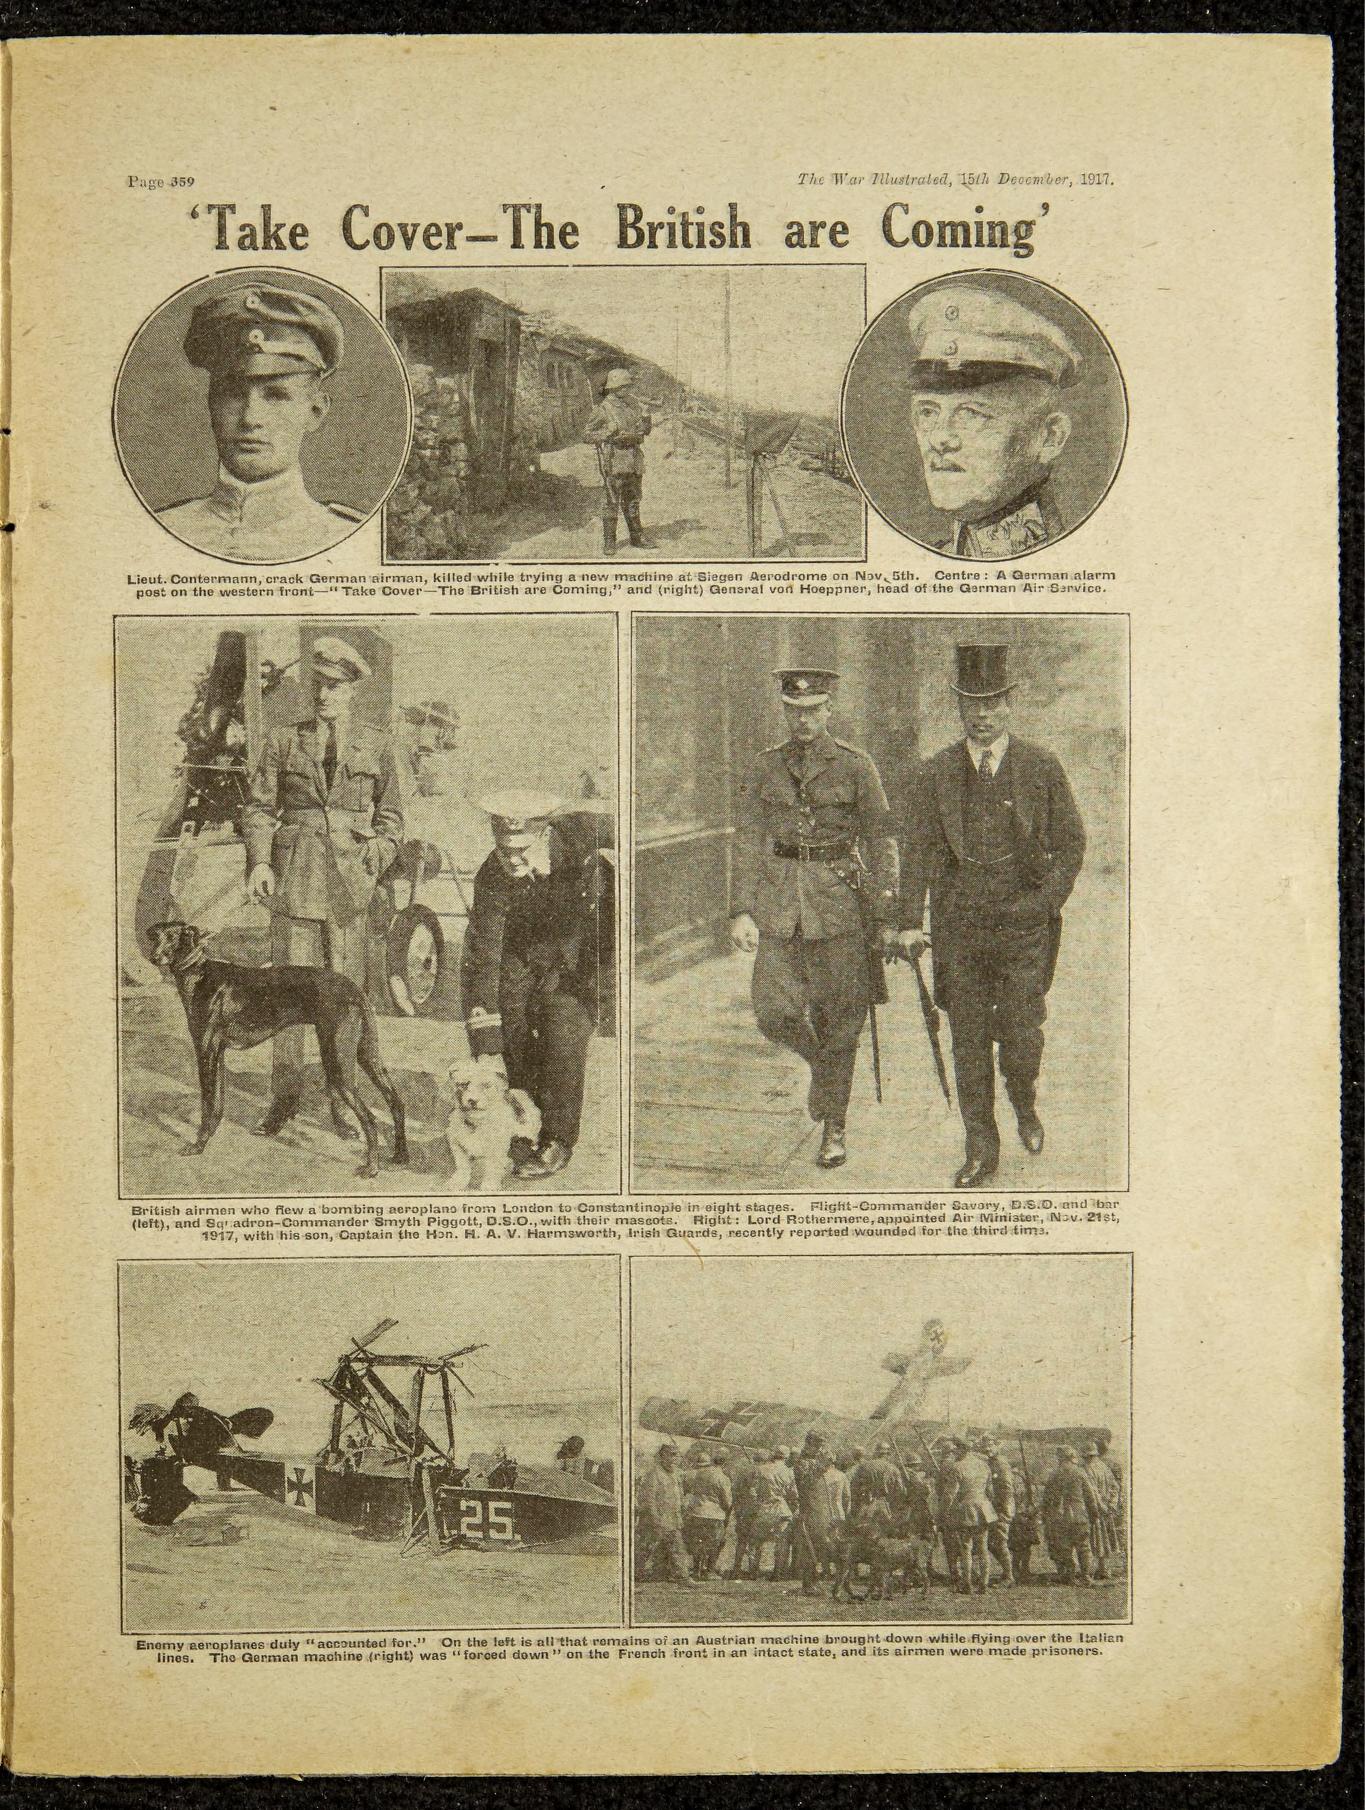 Page 359
The War Illustrated, 15th December, 1917.
'Take Cover—The British are Coming'
Lieut. Contermann, crack German airman, killed while trying a new machine at Siegen Aerodrome on Nov. 5th. Centre: A German alarm
post on the western front—"Take Cover—The British are Coming," and (right) General von Hoeppner, head of the German Air Service.
British airmen who flew a bombing aeroplane from London to Constantinople in eight stages. Flight-Commander Savory, D.S.O. and bar
(left), and Squadron-Commander Smyth Piggott, D.S.O., with their mascots. Right: Lord Rothermere, appointed Air Minister, Nov. 21st,
1917, with his son, Captain the Hon. H. A. V. Harmsworth, Irish Guards, recently reported wounded for the third time.
25.
Enemy aeroplanes duly "accounted for." On the left is all that remains of an Austrian machine brought down while flying over the Italian
lines. The German machine (right) was "forced down" on the French front in an intact state, and its airmen were made prisoners.